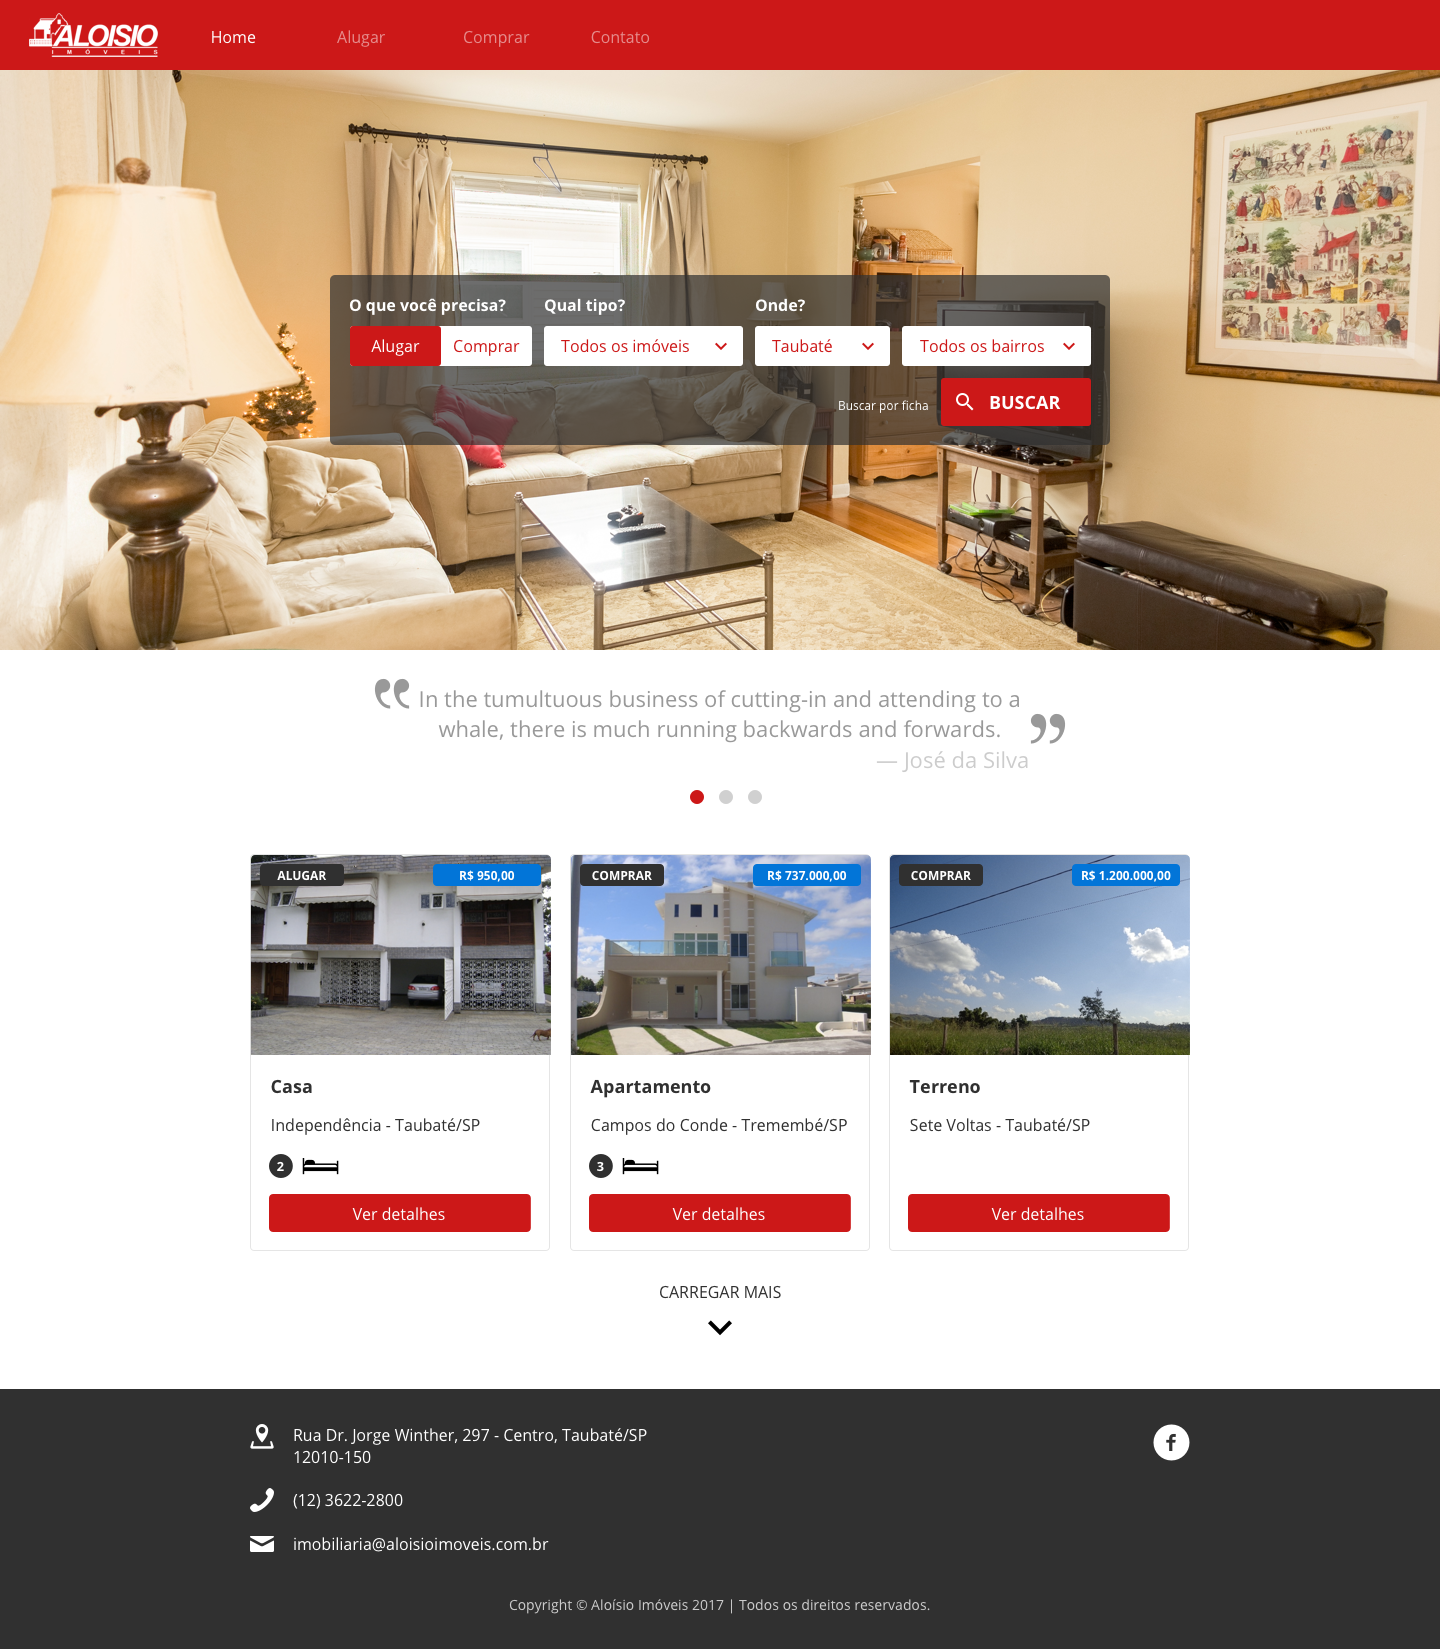 ALOISIO
IMÓVEIS
Home
Alugar
Comprar
Contato
O que você precisa?
Qual tipo?
Onde?
Alugar
Comprar
Todos os imóveis
Taubaté
Todos os bairros
Buscar por ficha
BUSCAR
In the tumultuous business of cutting-in and attending to a
whale, there is much running backwards and forwards.
— José da Silva
ALUGAR
R$ 950,00
COMPRAR
R$ 737.000,00
COMPRAR
R$ 1.200.000,00
Casa
Apartamento
Terreno
Independência - Taubaté/SP
Campos do Conde - Tremembé/SP
Sete Voltas - Taubaté/SP
2
3
Ver detalhes
Ver detalhes
Ver detalhes
CARREGAR MAIS
Rua Dr. Jorge Winther, 297 - Centro, Taubaté/SP
12010-150
(12) 3622-2800
imobiliaria@aloisioimoveis.com.br
Copyright © Aloísio Imóveis 2017 | Todos os direitos reservados.